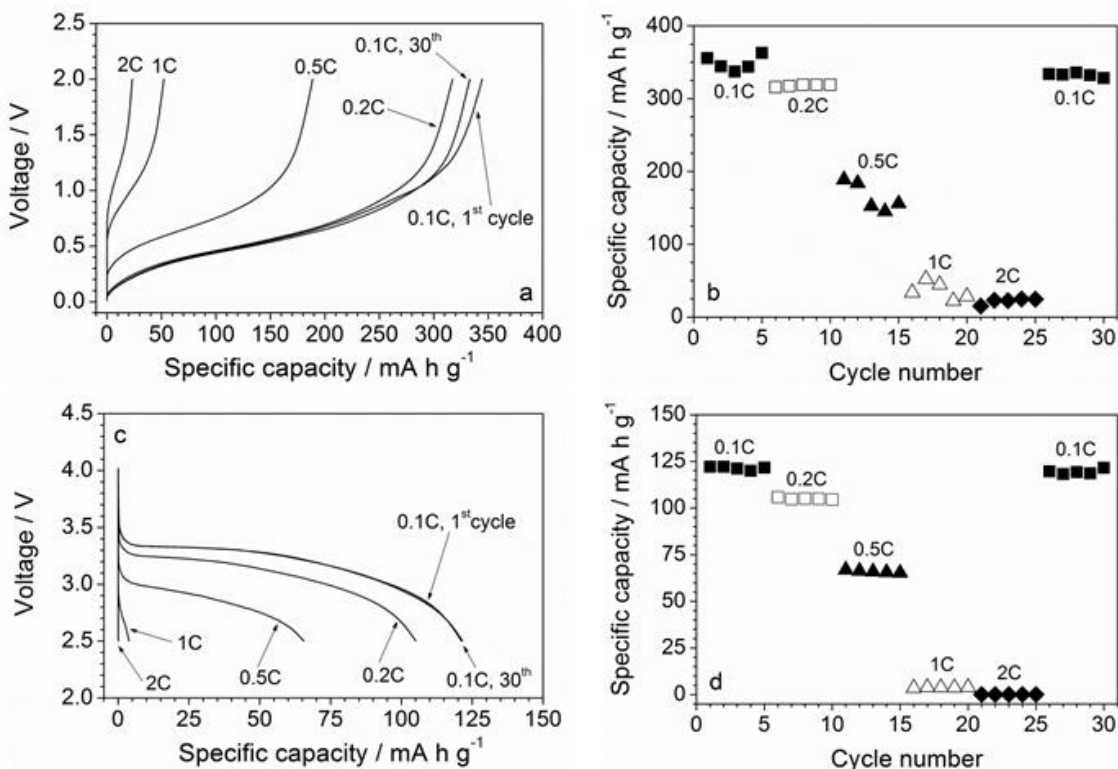 2.5
2.0
1.5
1.0
0.5
0.0
Voltage / V
2C
1C
0.5C
0.1C, 30th
0.2C
0.1C, 1st cycle
a
0
50
100
150
200
250
300
350
400
Specific capacity / mA h g-1
400
300
200
100
0
Specific capacity / mA h g-1
0.1C
0.2C
0.5C
1C
2C
0.1C
b
0
5
10
15
20
25
30
Cycle number
4.5
4.0
3.5
3.0
2.5
2.0
Voltage / V
c
0.1C, 1st cycle
1C
2C
0.5C
0.2C
0.1C, 30th
0
25
50
75
100
125
150
Specific capacity / mA h g-1
150
125
100
75
50
25
0
Specific capacity / mA h g-1
0.1C
0.2C
0.5C
1C
2C
0.1C
d
0
5
10
15
20
25
30
Cycle number